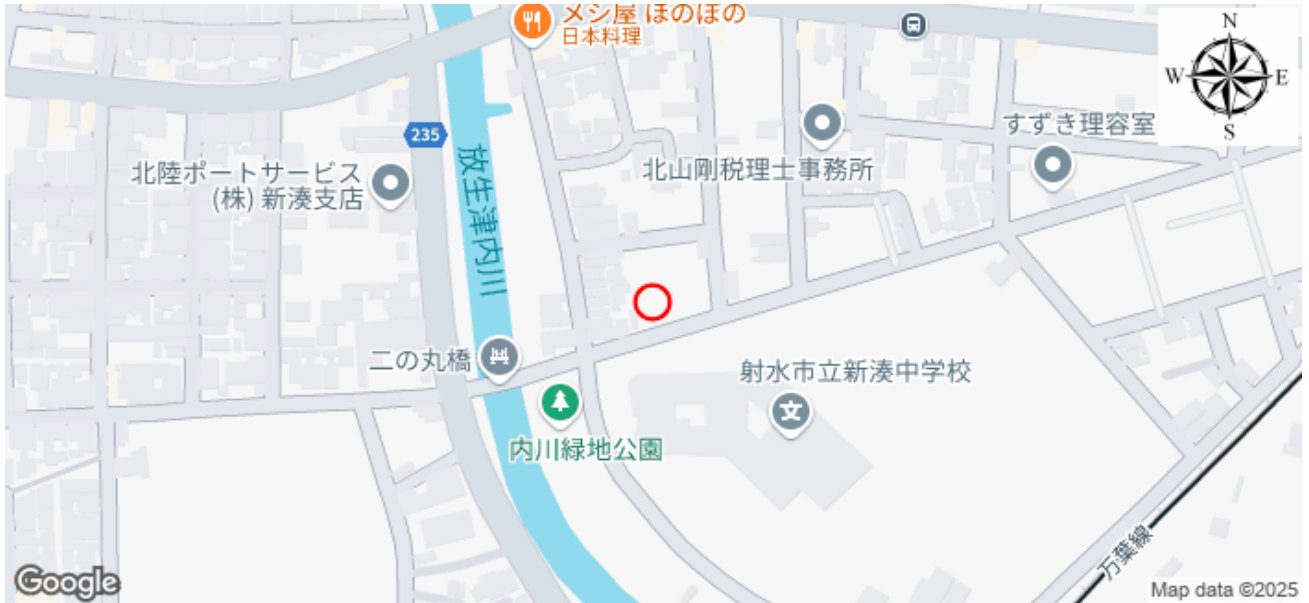 メシ屋 ほのぼの
日本料理
N
W
E
S
235
すずき理容室
北陸ポートサービス
(株) 新湊支店
放生津内川
北山剛税理士事務所
二の丸橋
射水市立新湊中学校
文
内川緑地公園
万葉線
Google
Map data ©2025